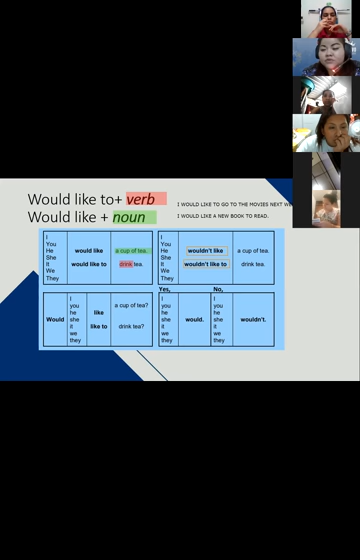 Would like to+ verb
Would like + noun
I WOULD LIKE TO GO TO THE MOVIES NEXT
I WOULD LIKE A NEW BOOK TO READ.
I
You
He
She
It
We
They
would like
would like to
a cup of tea.
drink tea.
I
You
He
She
It
We
They
wouldn't like
wouldn't like to
a cup of tea.
drink tea.
Would
I
you
he
she
it
we
they
like
like to
a cup of tea?
drink tea?
Yes,
I
you
he
she
it
we
they
would.
No,
I
you
he
she
it
we
they
wouldn't.